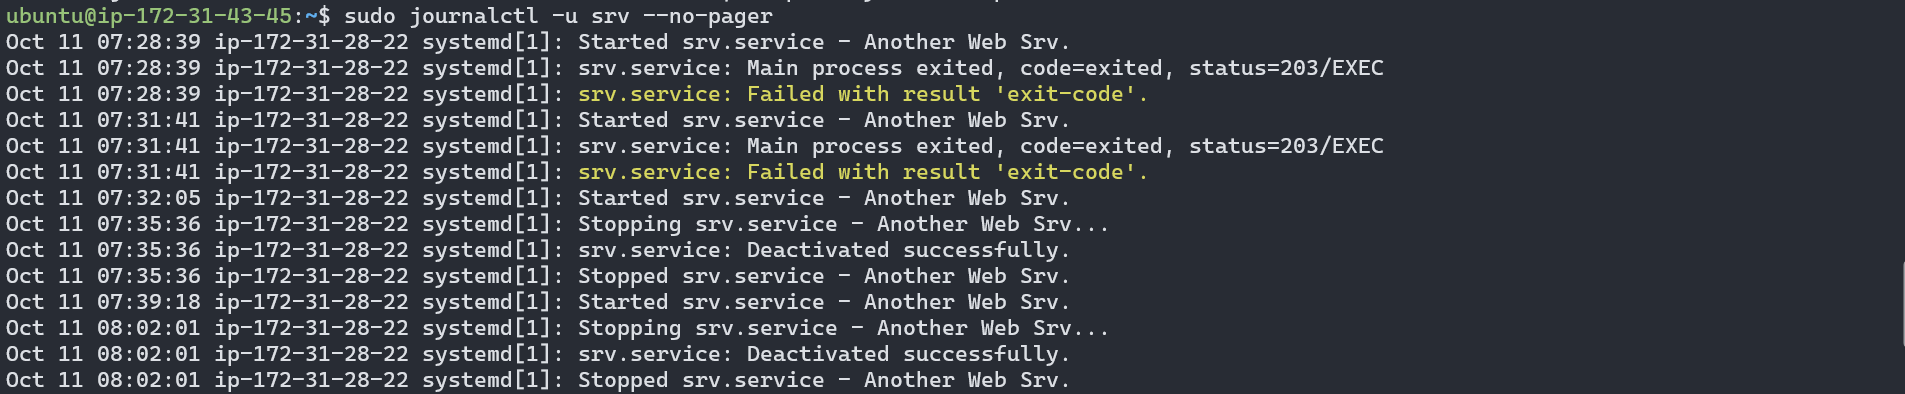 ubuntu@ip-172-31-43-45:~$ sudo journalctl -u srv --no-pager
Oct 11 07:28:39 ip-172-31-28-22 systemd[1]: Started srv.service - Another Web Srv.
Oct 11 07:28:39 ip-172-31-28-22 systemd[1]: srv.service: Main process exited, code=exited, status=203/EXEC
Oct 11 07:28:39 ip-172-31-28-22 systemd[1]: srv.service: Failed with result 'exit-code'.
Oct 11 07:31:41 ip-172-31-28-22 systemd[1]: Started srv.service - Another Web Srv.
Oct 11 07:31:41 ip-172-31-28-22 systemd[1]: srv.service: Main process exited, code=exited, status=203/EXEC
Oct 11 07:31:41 ip-172-31-28-22 systemd[1]: srv.service: Failed with result 'exit-code'.
Oct 11 07:32:05 ip-172-31-28-22 systemd[1]: Started srv.service - Another Web Srv.
Oct 11 07:35:36 ip-172-31-28-22 systemd[1]: Stopping srv.service - Another Web Srv...
Oct 11 07:35:36 ip-172-31-28-22 systemd[1]: srv.service: Deactivated successfully.
Oct 11 07:35:36 ip-172-31-28-22 systemd[1]: Stopped srv.service - Another Web Srv.
Oct 11 07:39:18 ip-172-31-28-22 systemd[1]: Started srv.service - Another Web Srv.
Oct 11 08:02:01 ip-172-31-28-22 systemd[1]: Stopping srv.service - Another Web Srv...
Oct 11 08:02:01 ip-172-31-28-22 systemd[1]: srv.service: Deactivated successfully.
Oct 11 08:02:01 ip-172-31-28-22 systemd[1]: Stopped srv.service - Another Web Srv.